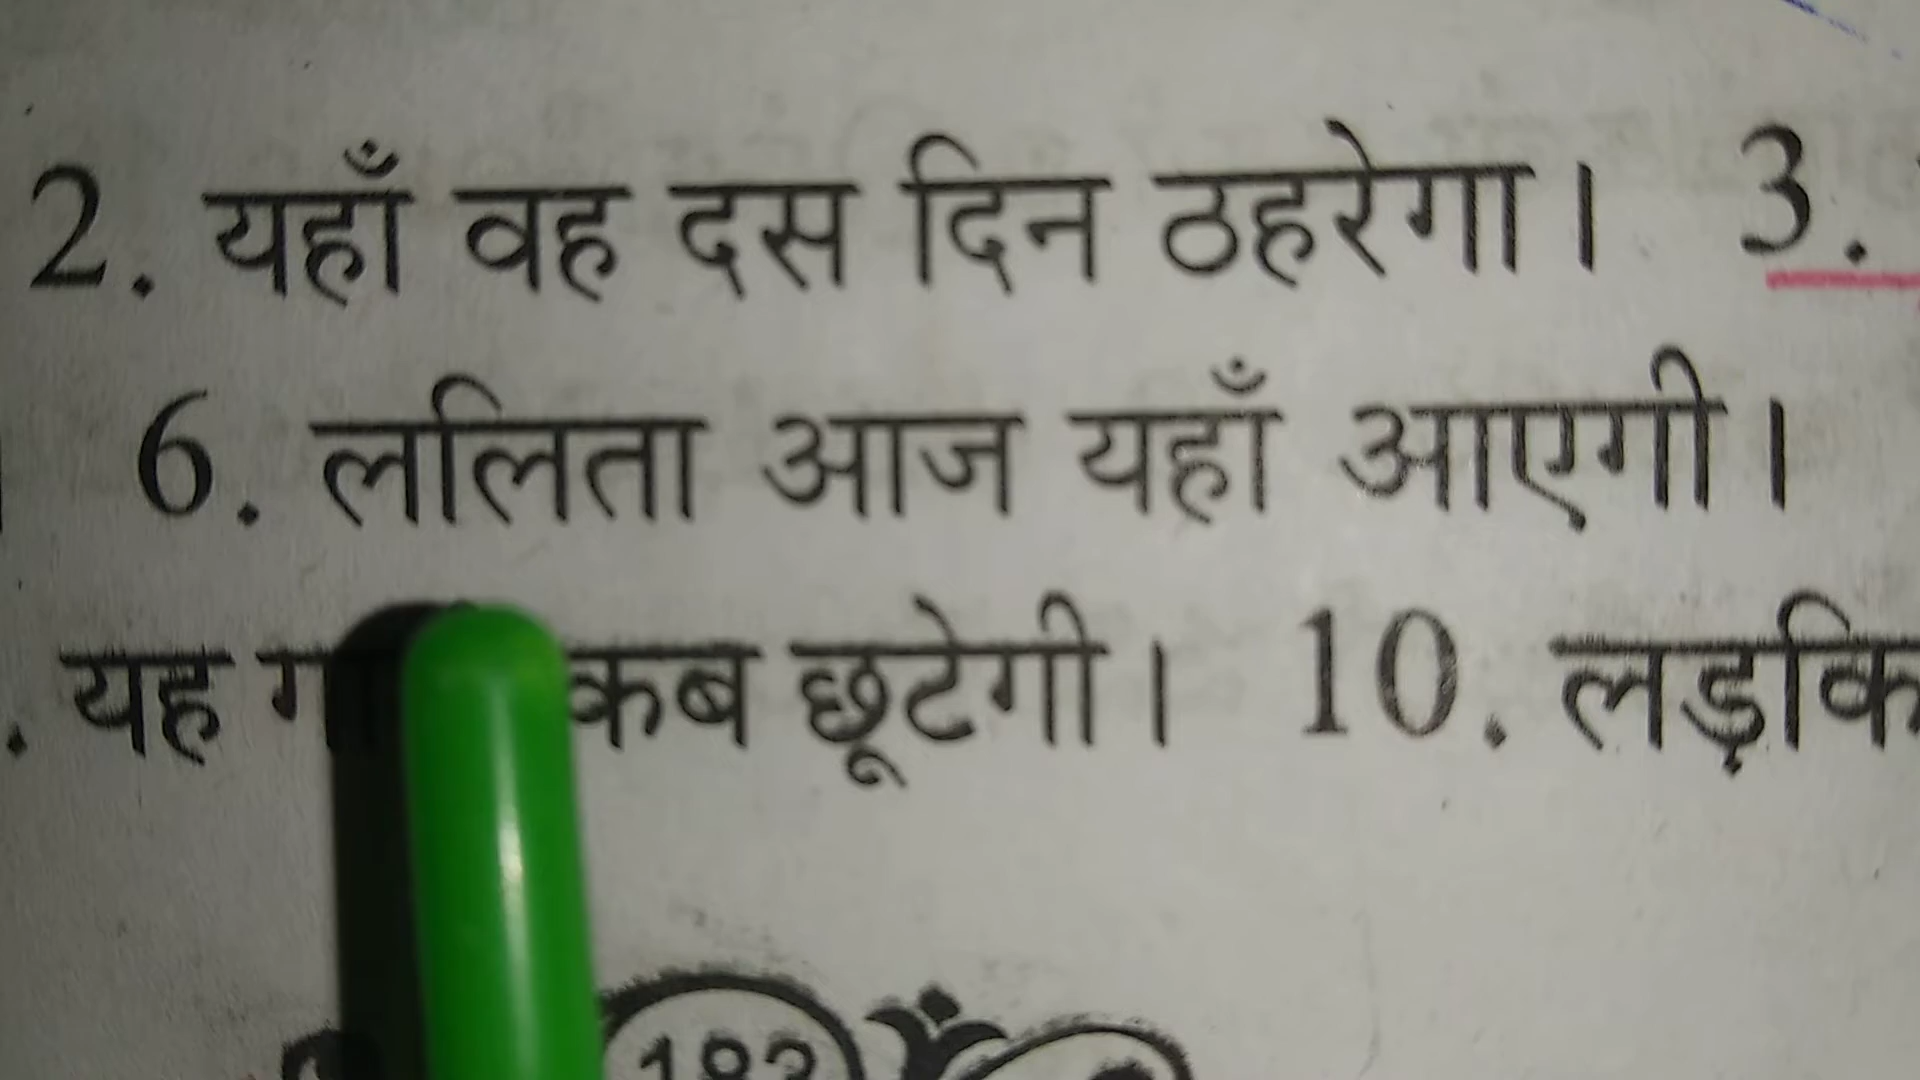 2. यहाँ वह दस दिन ठहरेगा। 3.
6. ललिता आज यहाँ आएगी।
. यह कब छूटेगी। 10.